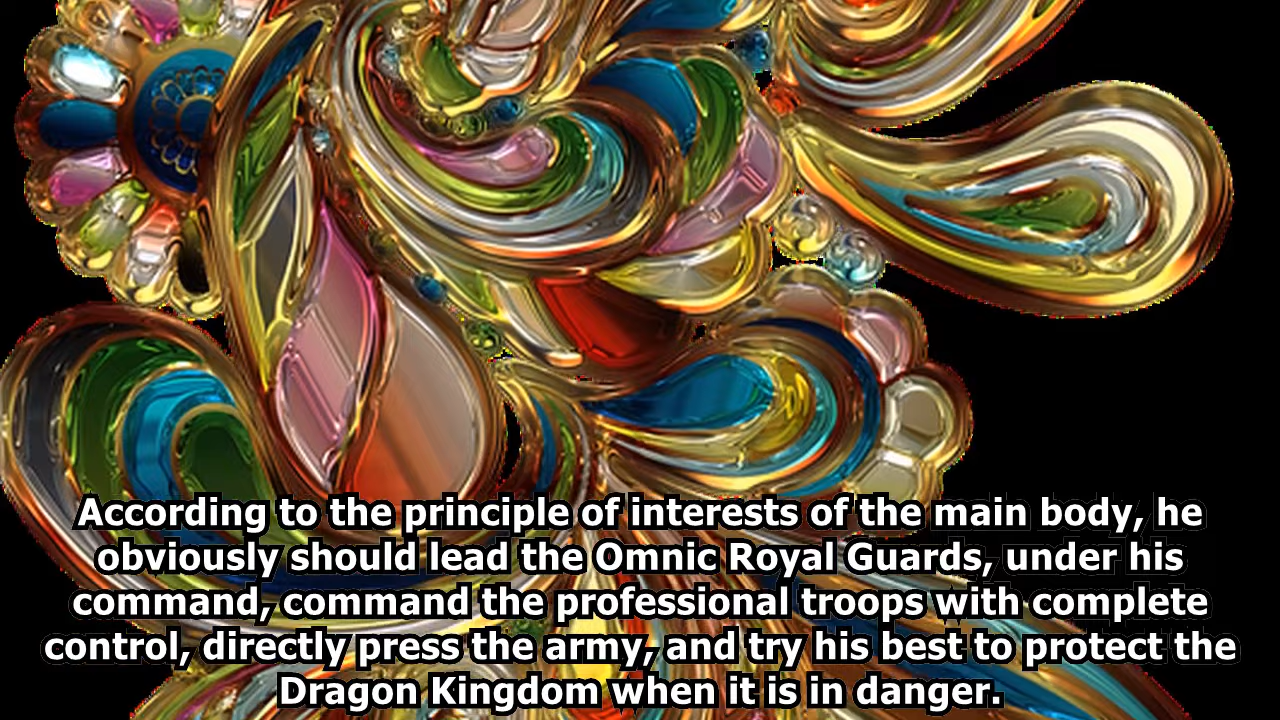 According to the principle of interests of the main body, he
obviously should lead the Omnic Royal Guards, under his
command, command the professional troops with complete
control, directly press the army, and try his best to protect the
Dragon Kingdom when it is in danger.